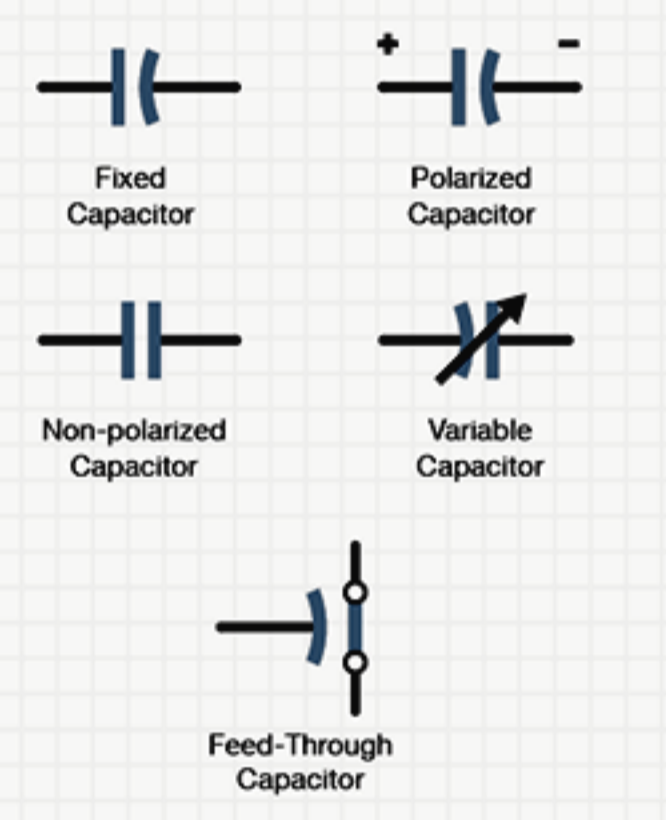 + −
Fixed
Capacitor
Polarized
Capacitor
Non-polarized
Capacitor
Variable
Capacitor
Feed-Through
Capacitor